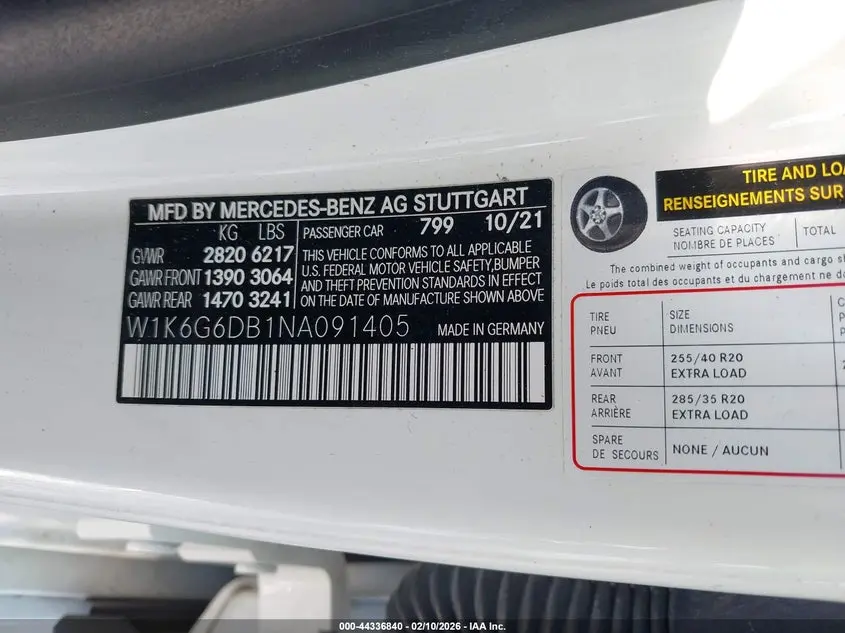 MFD BY MERCEDES-BENZ AG STUTTGART
KG LBS PASSENGER CAR 799 10/21
GVWR 2820 6217
GAWR FRONT 1390 3064
GAWR REAR 1470 3241
THIS VEHICLE CONFORMS TO ALL APPLICABLE
U.S. FEDERAL MOTOR VEHICLE SAFETY, BUMPER
AND THEFT PREVENTION STANDARDS IN EFFECT
ON THE DATE OF MANUFACTURE SHOWN ABOVE
W1K6G6DB1NA091405 MADE IN GERMANY
TIRE AND
RENSEIGNEMENTS SUR
SEATING CAPACITY TOTAL
NOMBRE DE PLACES
The combined weight of occupants and cargo
Le poids total des occupants et du chargement ne
TIRE SIZE
PNEU DIMENSIONS
FRONT 255/40 R20
AVANT EXTRA LOAD
REAR 285/35 R20
ARRIÈRE EXTRA LOAD
SPARE NONE / AUCUN
DE SECOURS
000-44336840 - 02/10/2026 - IAA Inc.